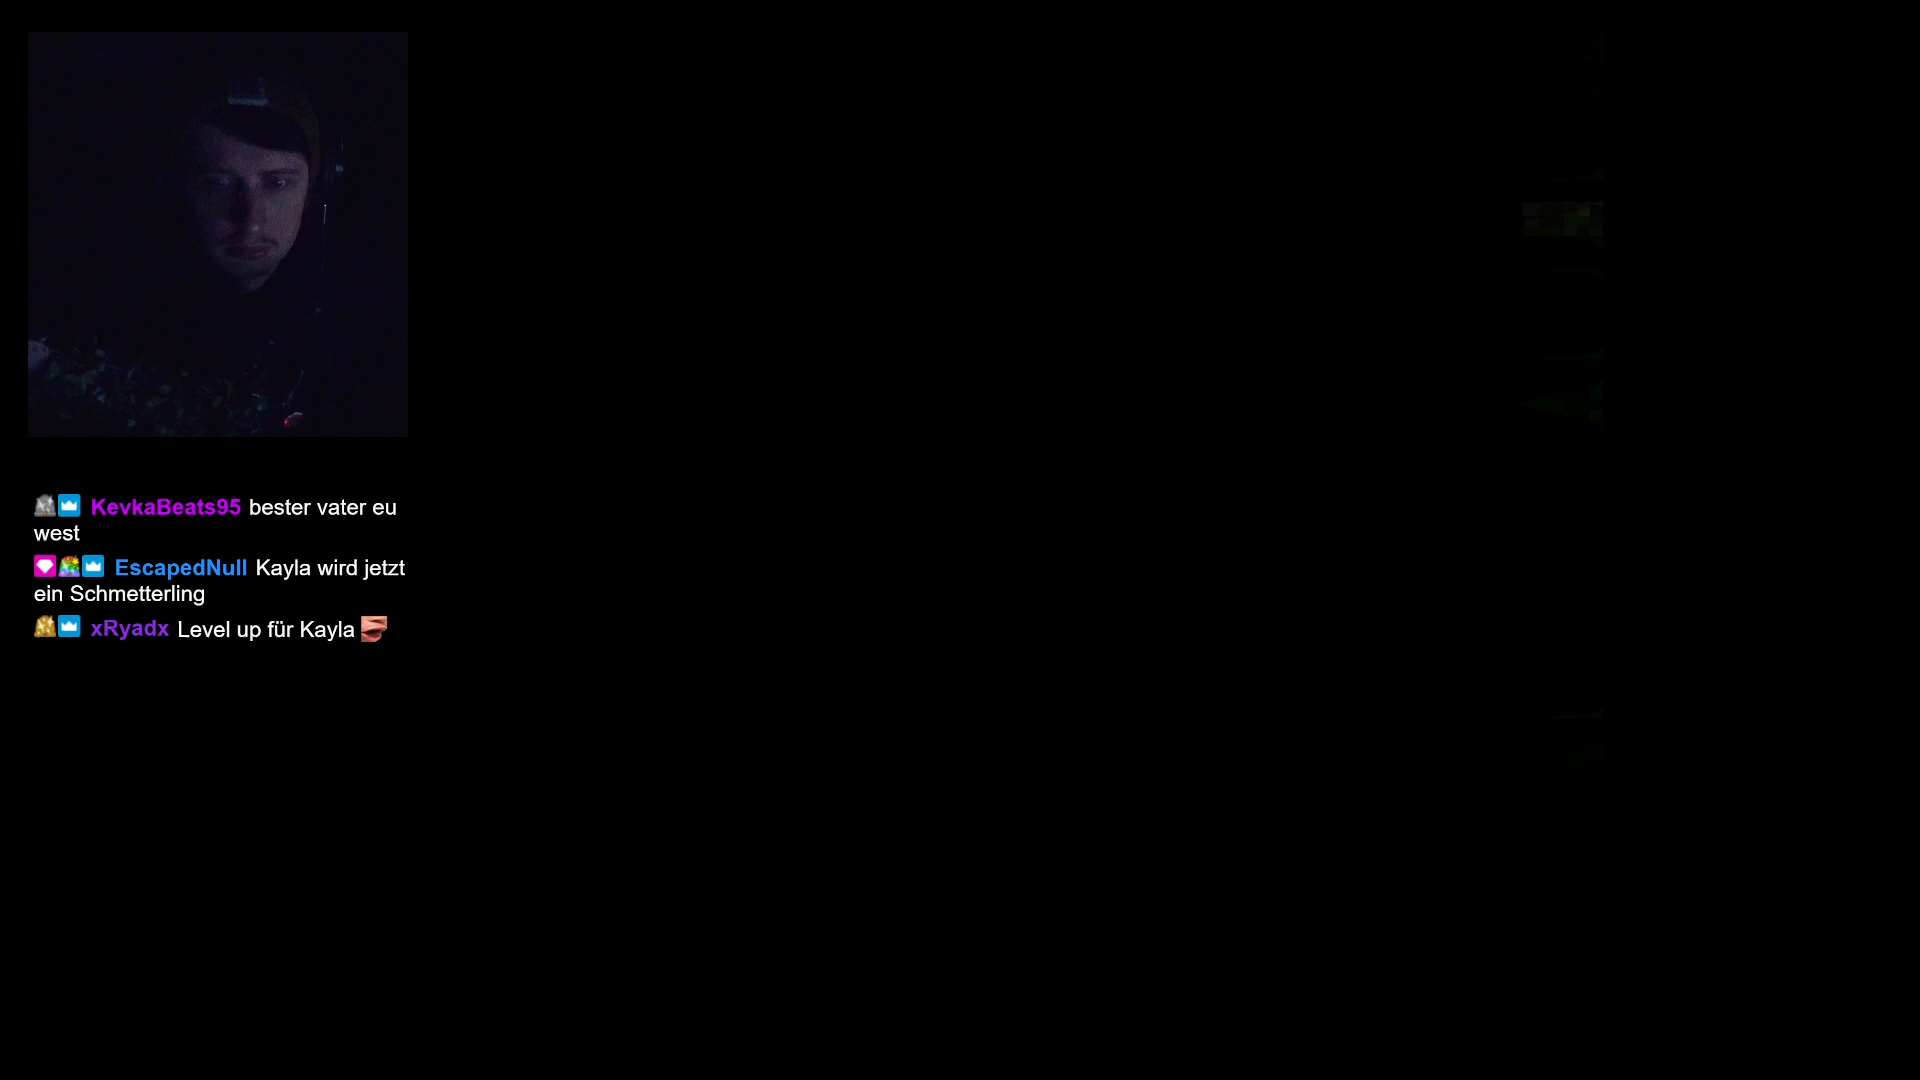 KevkaBeats95 bester vater eu
west
EscapedNull Kayla wird jetzt
ein Schmetterling
xRyadx Level up für Kayla